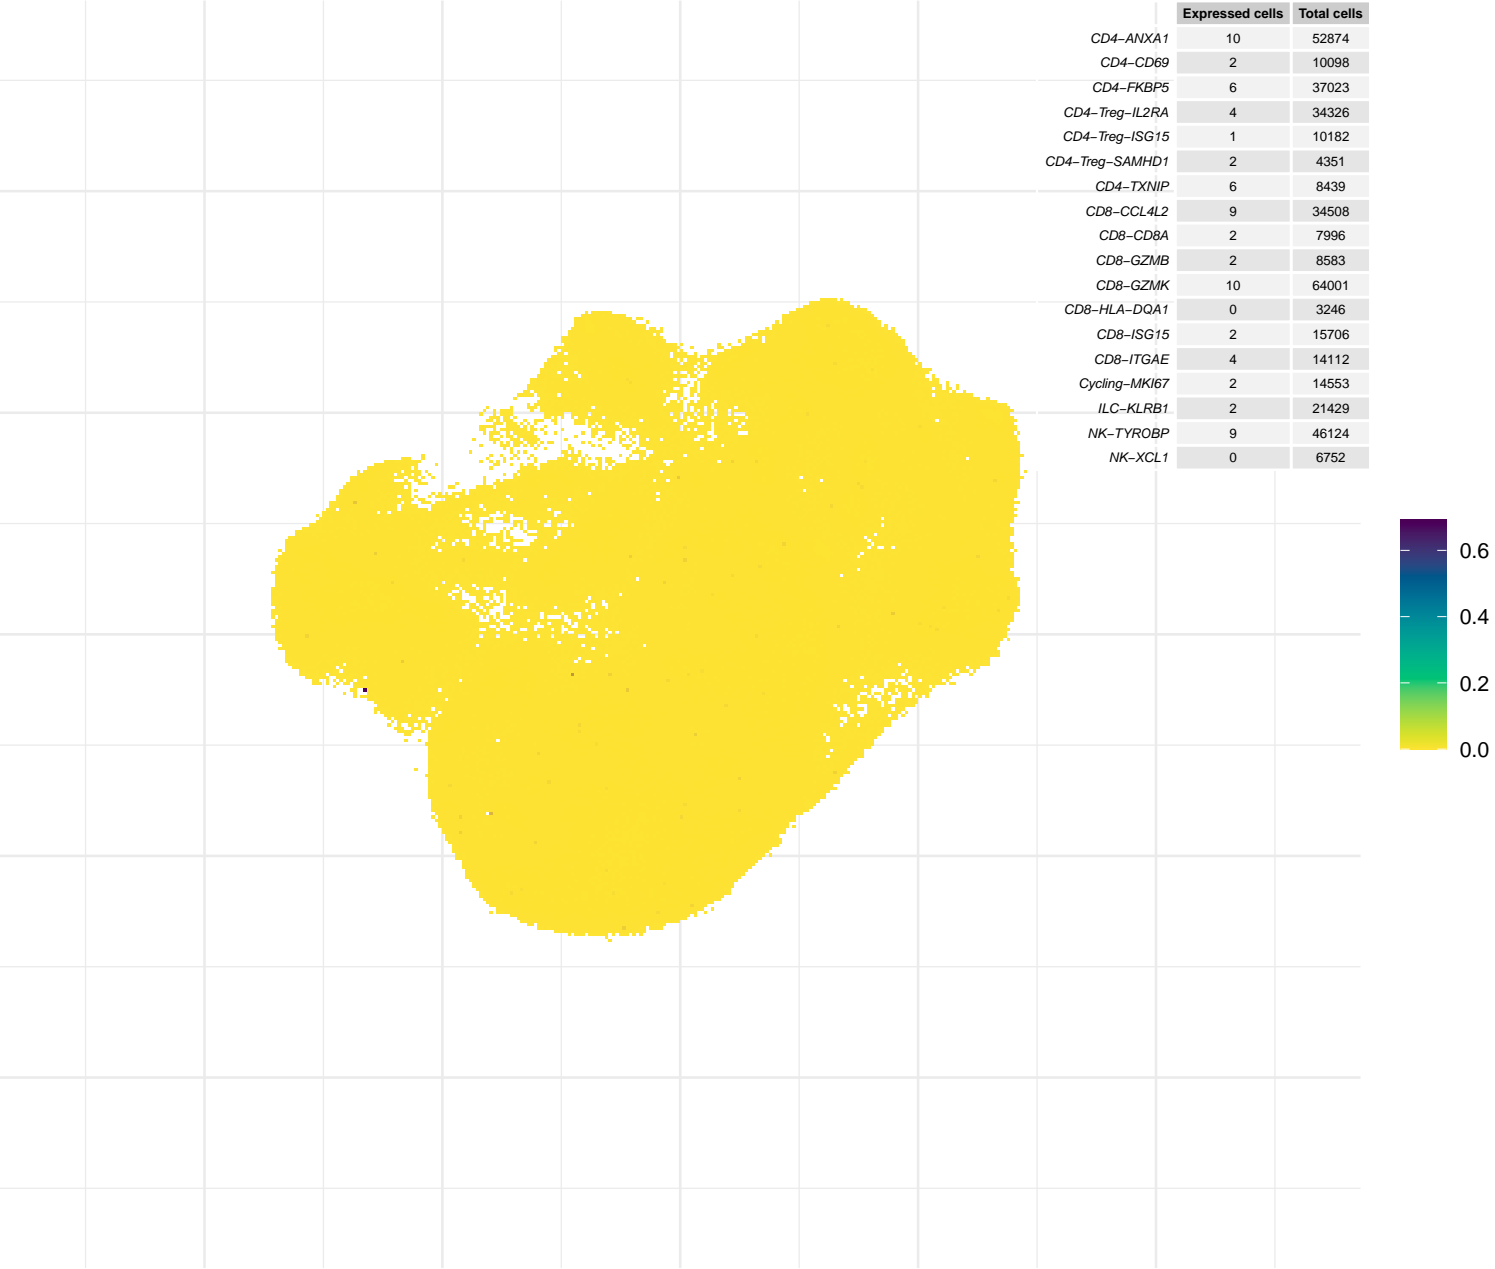 Expressed cells Total cells
CD4−ANXA1 10 52874
CD4−CD69 2 10098
CD4−FKBP5 6 37023
CD4−Treg−IL2RA 4 34326
CD4−Treg−ISG15 1 10182
CD4−Treg−SAMHD1 2 4351
CD4−TXNIP 6 8439
CD8−CCL4L2 9 34508
CD8−CD8A 2 7996
CD8−GZMB 2 8583
CD8−GZMK 10 64001
CD8−HLA−DQA1 0 3246
CD8−ISG15 2 15706
CD8−ITGAE 4 14112
Cycling−MKI67 2 14553
ILC−KLRB1 2 21429
NK−TYROBP 9 46124
NK−XCL1 0 6752
0.6
0.4
0.2
0.0